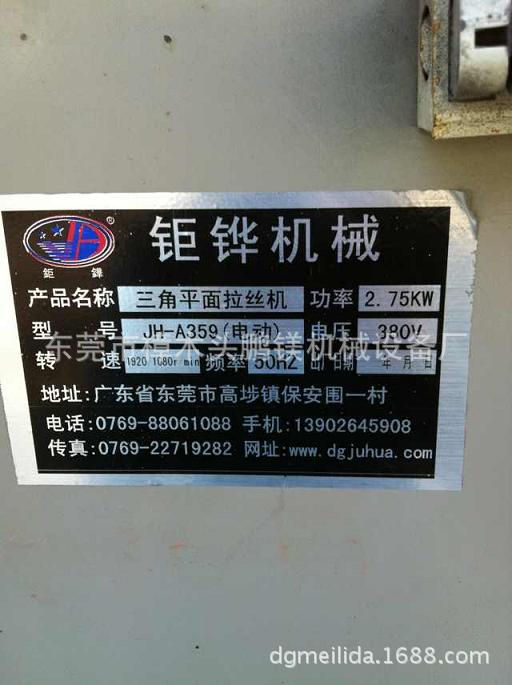 ®
钜鏵
钜铧机械
产品名称 三角平面拉丝机 功率 2.75KW
型号 JH-A359(电动) 电压 380V
转速 1920 1080r min 频率 50HZ 出厂日期 年 月 日
东莞市樟木头鹏镁机械设备厂
地址:广东省东莞市高埗镇保安围一村
电话:0769-88061088 手机:13902645908
传真:0769-22719282 网址:www.dgjuhua.com
dgmeilida.1688.com